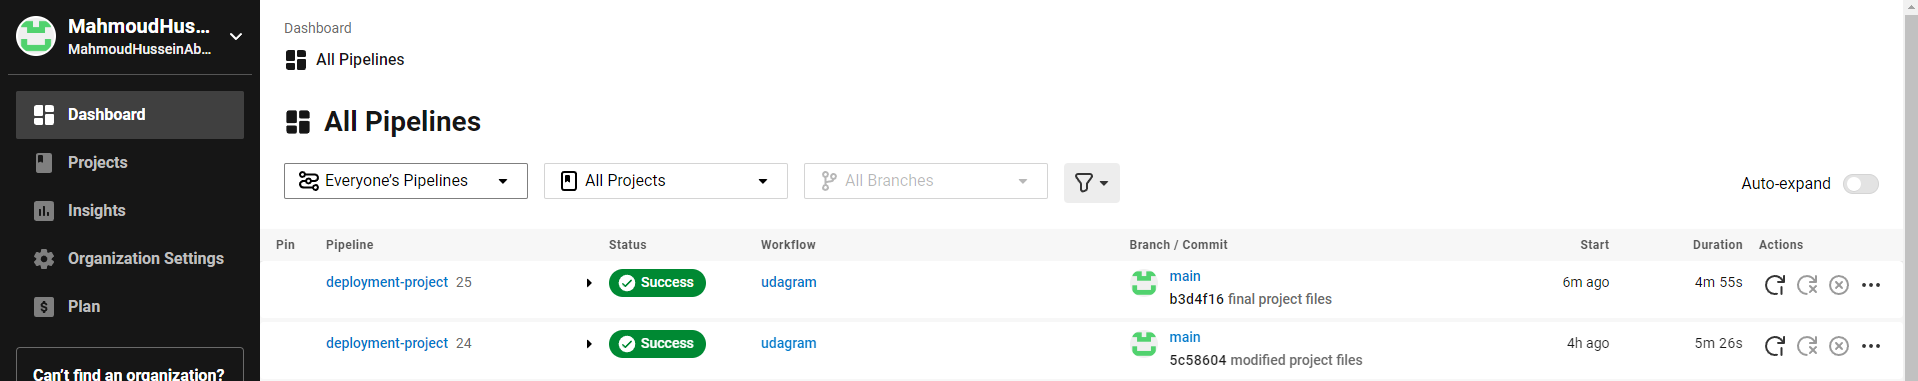 MahmoudHus...
MahmoudHusseinAb...
Dashboard
Projects
Insights
Organization Settings
Plan
Can't find an organization?
Dashboard
All Pipelines
All Pipelines
Everyone's Pipelines
All Projects
All Branches
Auto-expand
Pin Pipeline Status Workflow Branch / Commit Start Duration Actions
deployment-project 25 Success udagram main 6m ago 4m 55s
b3d4f16 final project files
deployment-project 24 Success udagram main 4h ago 5m 26s
5c58604 modified project files